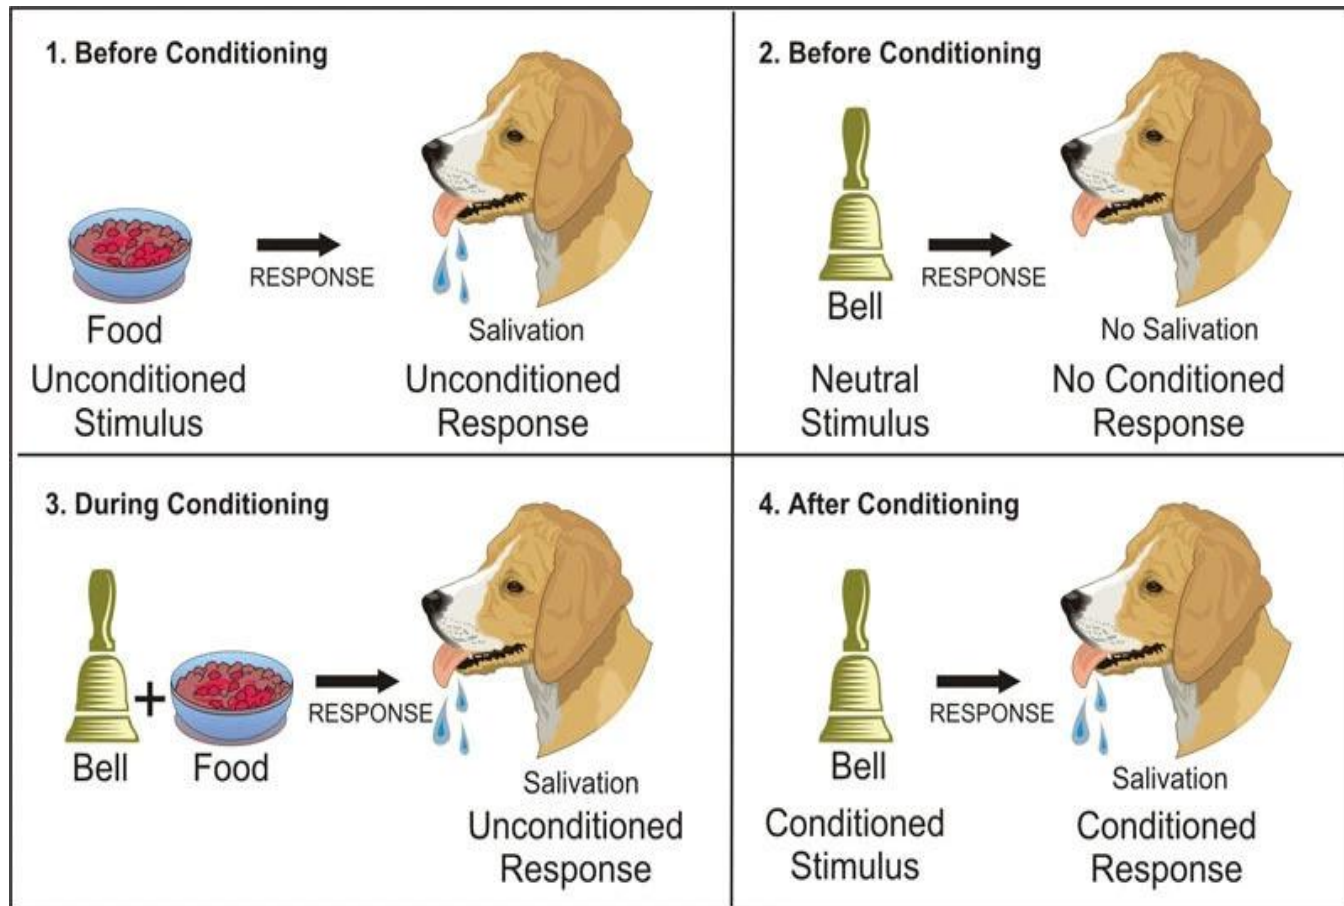 1. Before Conditioning
RESPONSE
Food
Salivation
Unconditioned
Stimulus
Unconditioned
Response
2. Before Conditioning
RESPONSE
Bell
No Salivation
Neutral
Stimulus
No Conditioned
Response
3. During Conditioning
+
RESPONSE
Bell
Food
Salivation
Unconditioned
Response
4. After Conditioning
RESPONSE
Bell
Salivation
Conditioned
Stimulus
Conditioned
Response